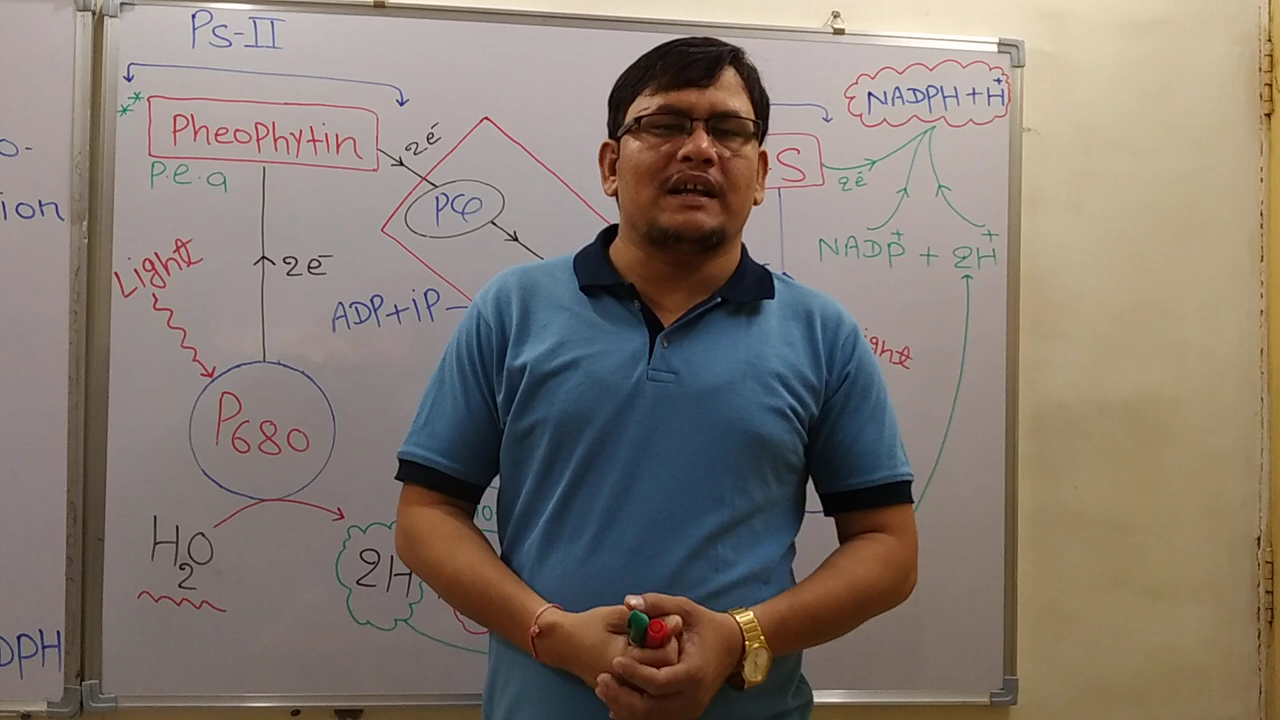 PS-II
Pheophytin
p.e.a
2e⁻
PQ
Light
2e⁻
ADP+iP
P680
H2O
2H
S
2e⁻
NADPH+H⁺
NADP⁺ + 2H⁺
ight
ion
DPH